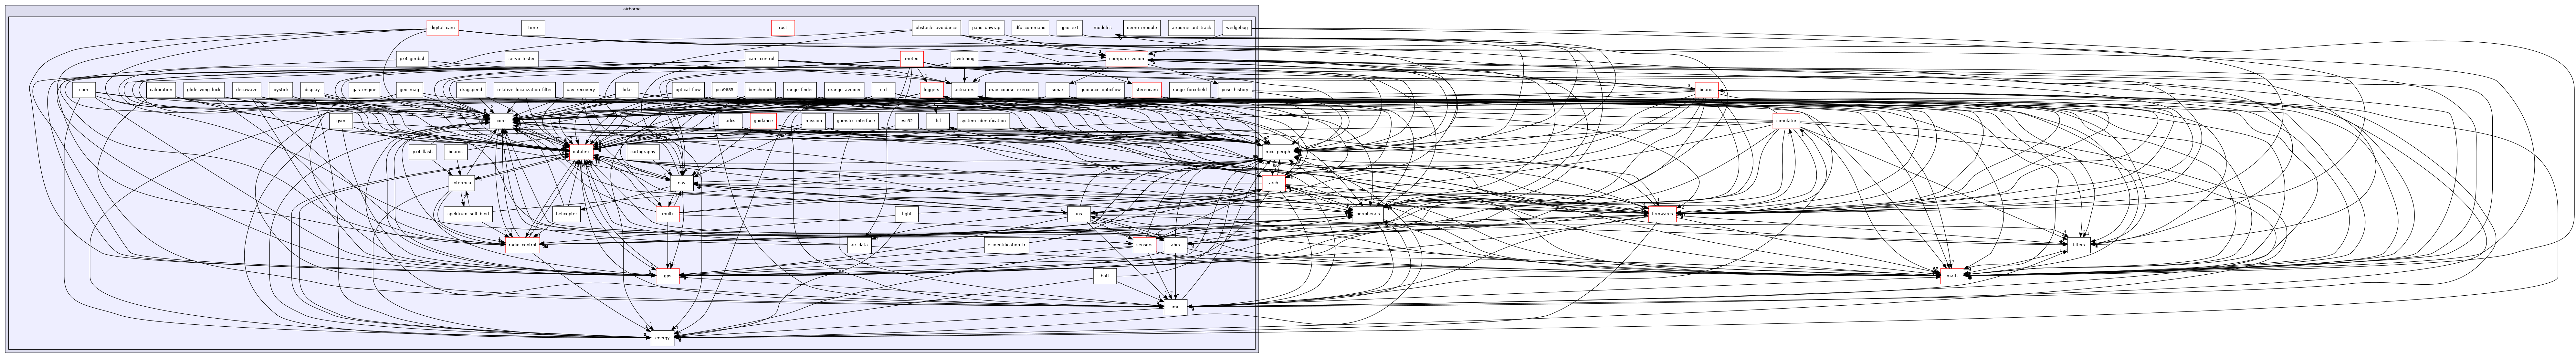 airborne
digital_cam time rust obstacle_avoidance pano_unwrap dfu_command gpio_ext modules demo_module airborne_ant_track wedgebug
px4_gimbal servo_tester cam_control meteo switching computer_vision
com calibration glide_wing_lock decawave joystick display gas_engine geo_mag diagspeed relative_localization_filter uav_recovery lidar optical_flow pca9685 benchmark range_finder orange_avoider ctrl loggers actuators max_course_exercise sonar guidance_opticflow stereocam range_forcefield pose_history boards
gsm core adcs guidance mission gumstix_interface esc32 tlsf system_identification simulator
px4_flash boards datalink cartography mcu_periph
intermcu nav arch
spektrum_soft_bind helicopter multi light ins peripherals firmwares
radio_control air_data e_identification_fr sensors ahrs filters
gps hott math
imu
energy